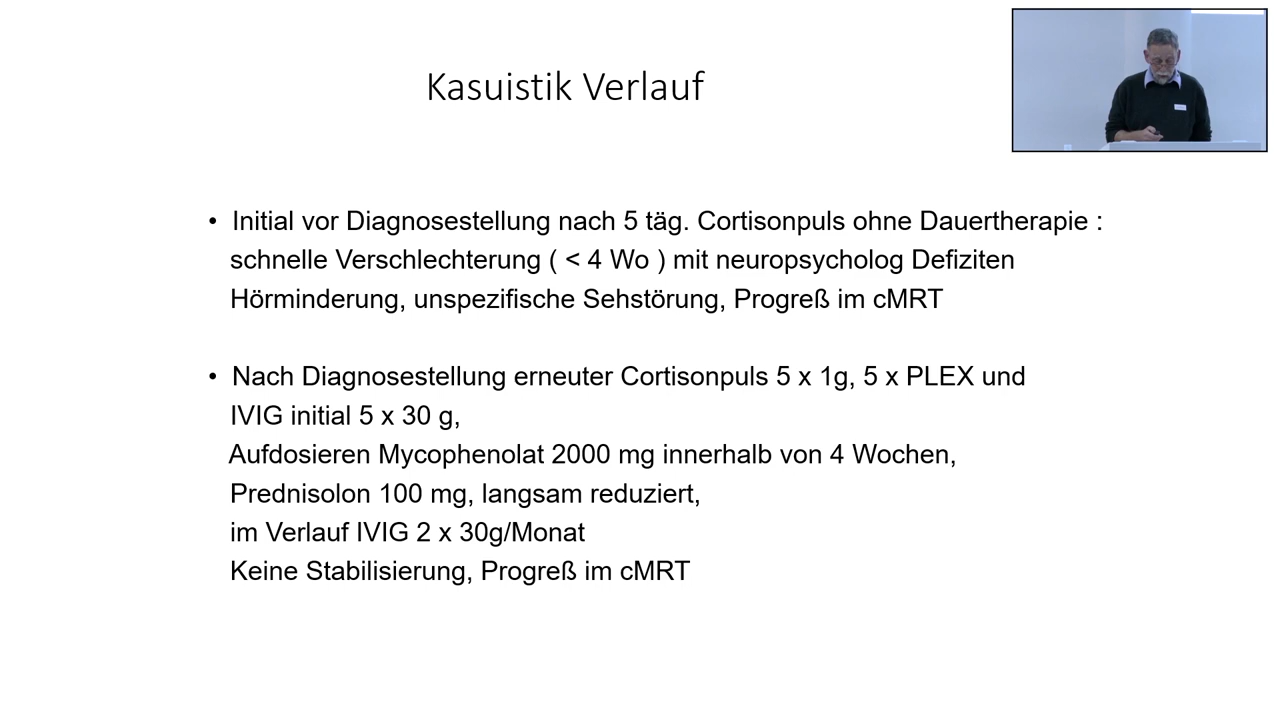 Kasuistik Verlauf
• Initial vor Diagnosestellung nach 5 täg. Cortisonpuls ohne Dauertherapie :
schnelle Verschlechterung ( < 4 Wo ) mit neuropsycholog Defiziten
Hörminderung, unspezifische Sehstörung, Progreß im cMRT
• Nach Diagnosestellung erneuter Cortisonpuls 5 x 1g, 5 x PLEX und
IVIG initial 5 x 30 g,
Aufdosieren Mycophenolat 2000 mg innerhalb von 4 Wochen,
Prednisolon 100 mg, langsam reduziert,
im Verlauf IVIG 2 x 30g/Monat
Keine Stabilisierung, Progreß im cMRT